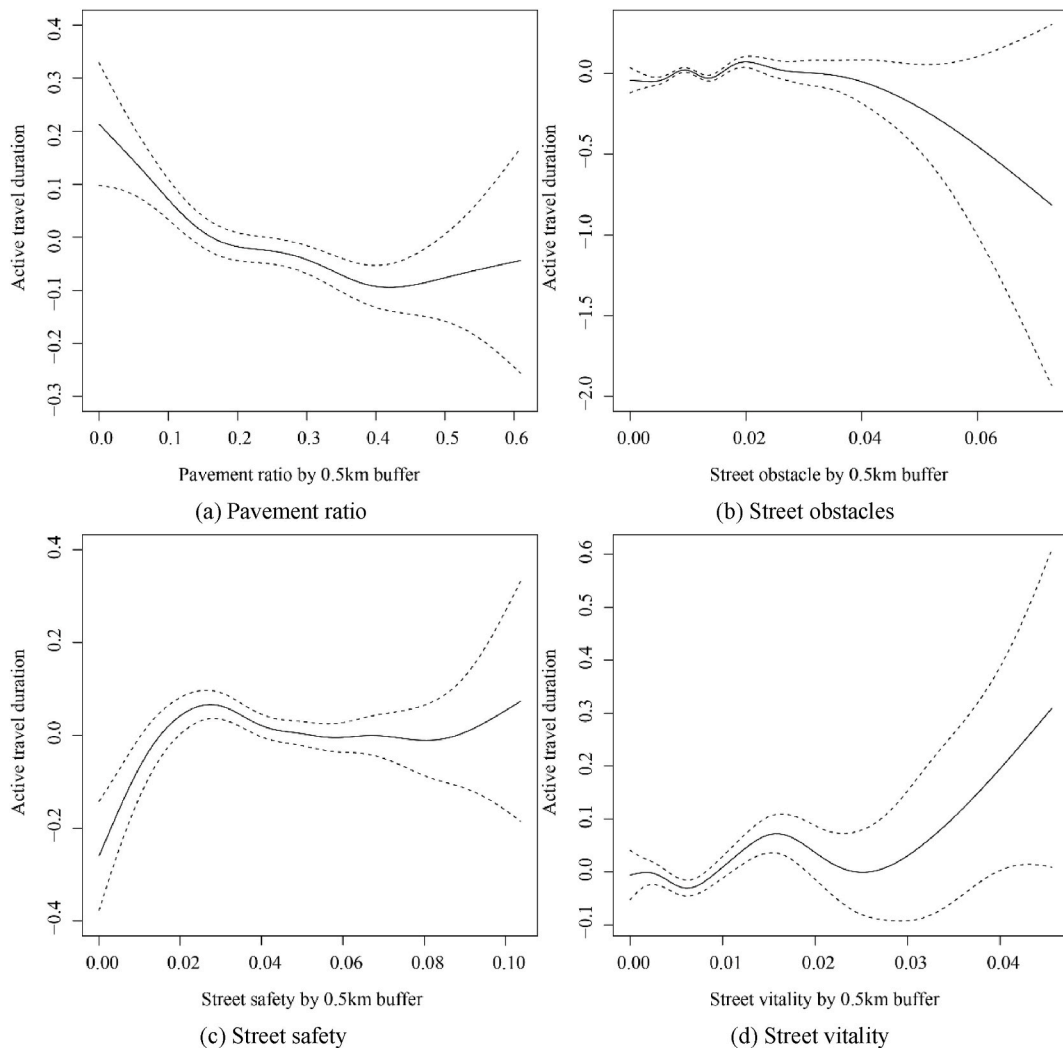 Active travel duration
0.4
0.3
0.2
0.1
0.0
−0.1
−0.2
−0.3
0.0 0.1 0.2 0.3 0.4 0.5 0.6
Pavement ratio by 0.5km buffer
(a) Pavement ratio
Active travel duration
0.0
−0.5
−1.0
−1.5
−2.0
0.00 0.02 0.04 0.06
Street obstacle by 0.5km buffer
(b) Street obstacles
Active travel duration
0.4
0.2
0.0
−0.2
−0.4
0.00 0.02 0.04 0.06 0.08 0.10
Street safety by 0.5km buffer
(c) Street safety
Active travel duration
0.6
0.5
0.4
0.3
0.2
0.1
0.0
−0.1
0.00 0.01 0.02 0.03 0.04
Street vitality by 0.5km buffer
(d) Street vitality